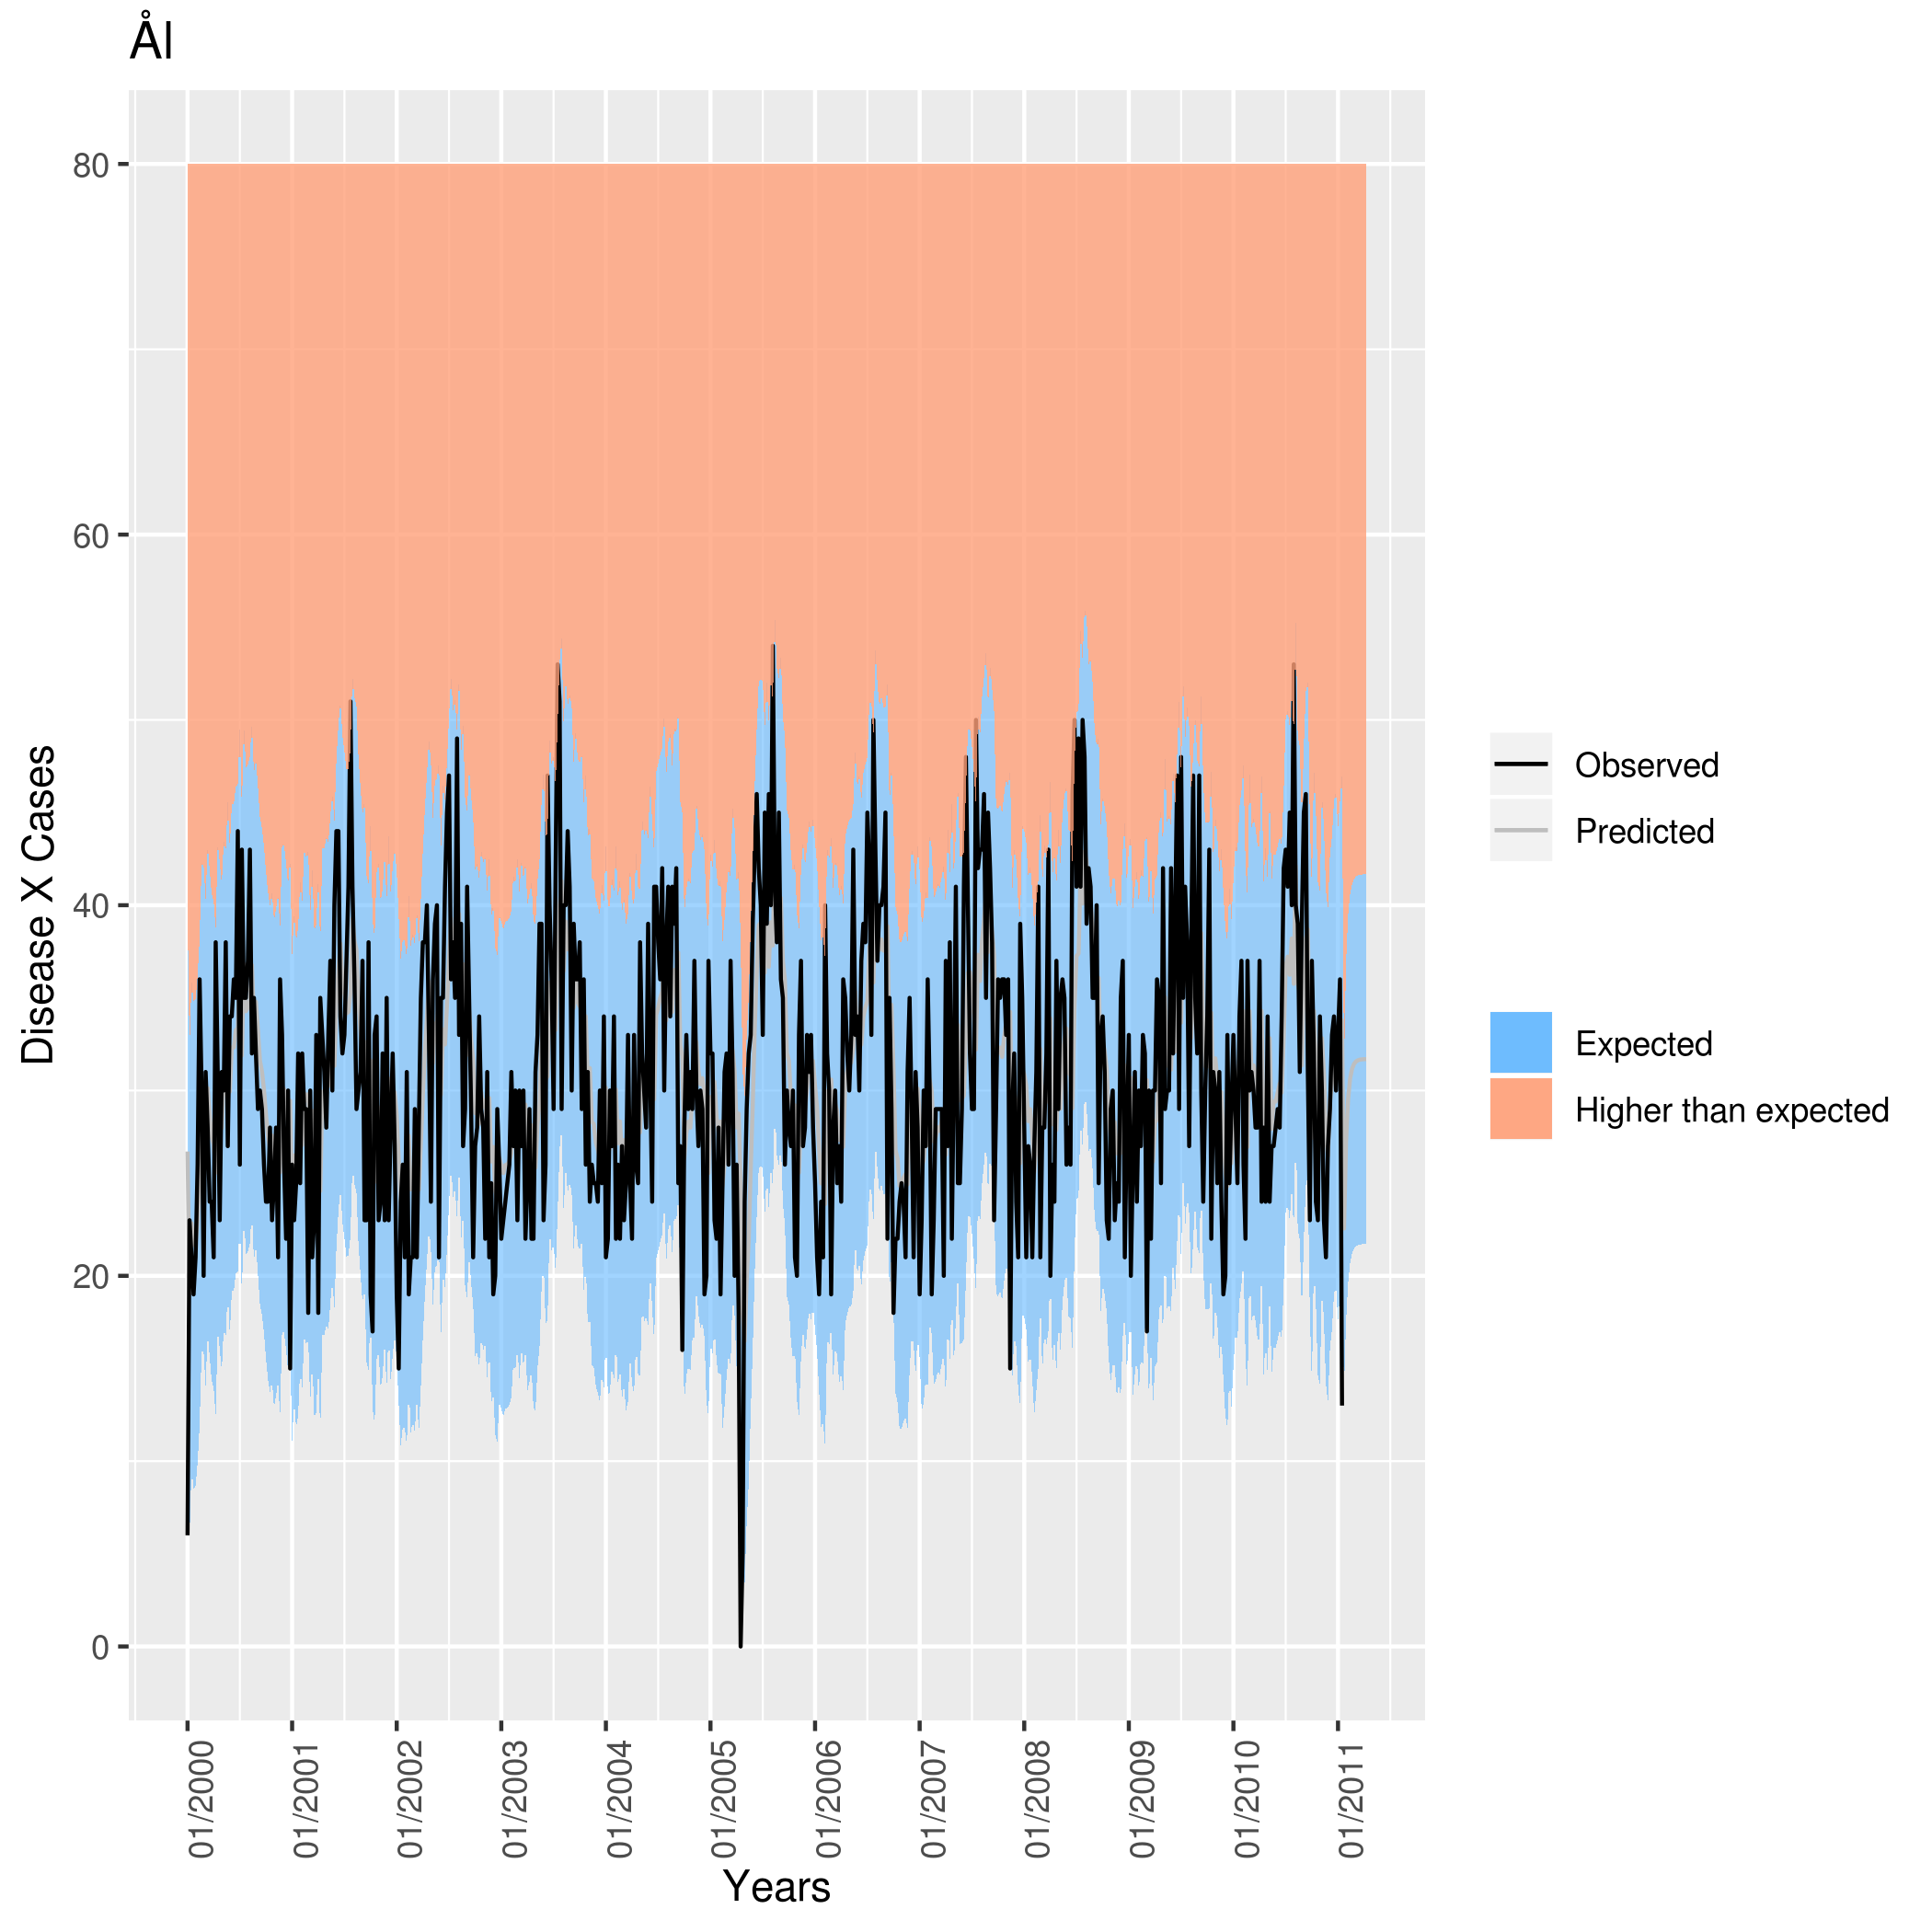 Ål
Disease X Cases
80
60
40
20
0
01/2000
01/2001
01/2002
01/2003
01/2004
01/2005
01/2006
01/2007
01/2008
01/2009
01/2010
01/2011
Years
Observed
Predicted
Expected
Higher than expected